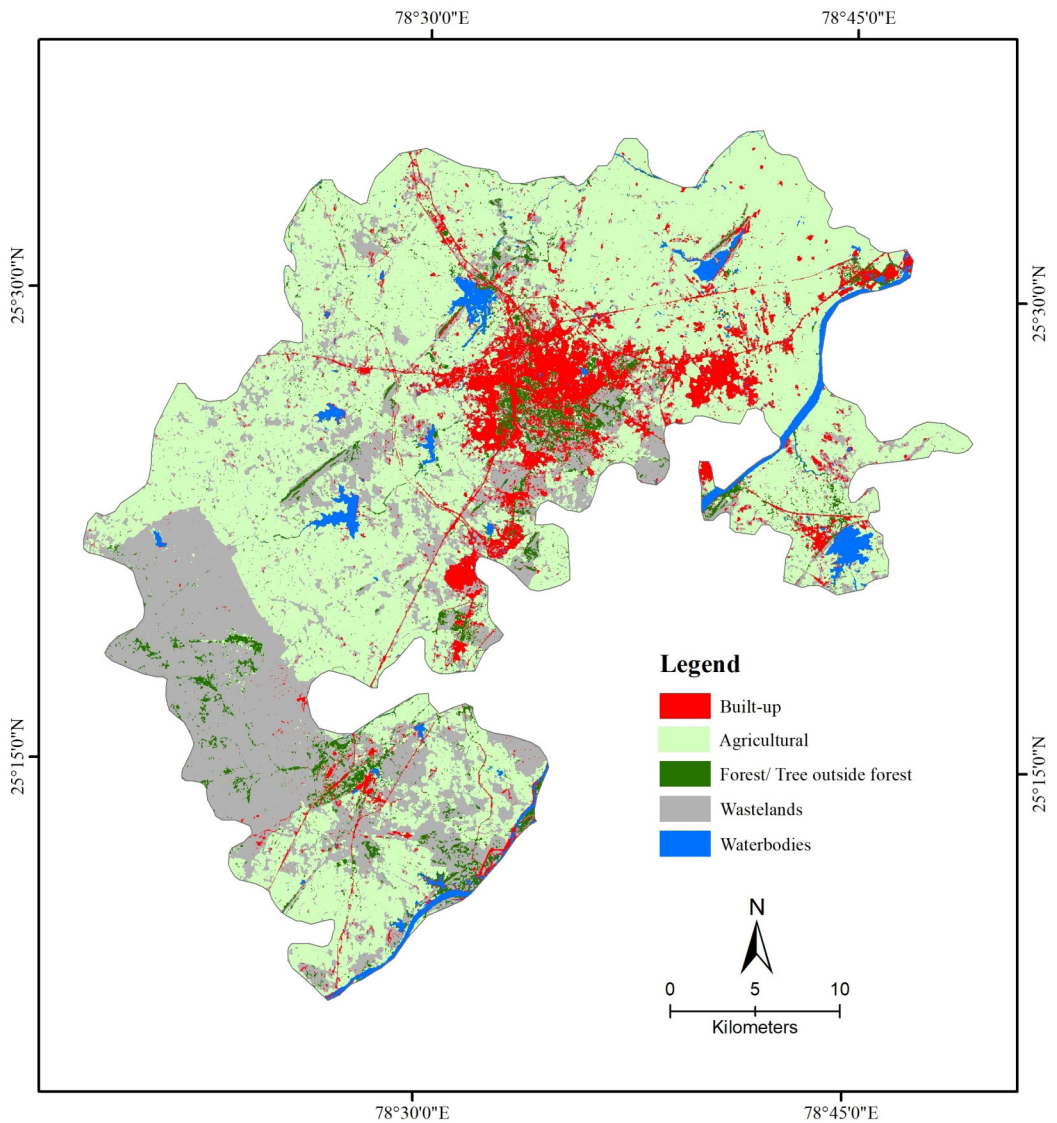 78°30'0"E
78°45'0"E
25°30'0"N
25°30'0"N
Legend
Built-up
Agricultural
Forest/ Tree outside forest
Wastelands
Waterbodies
25°15'0"N
25°15'0"N
N
0 5 10
Kilometers
78°30'0"E
78°45'0"E